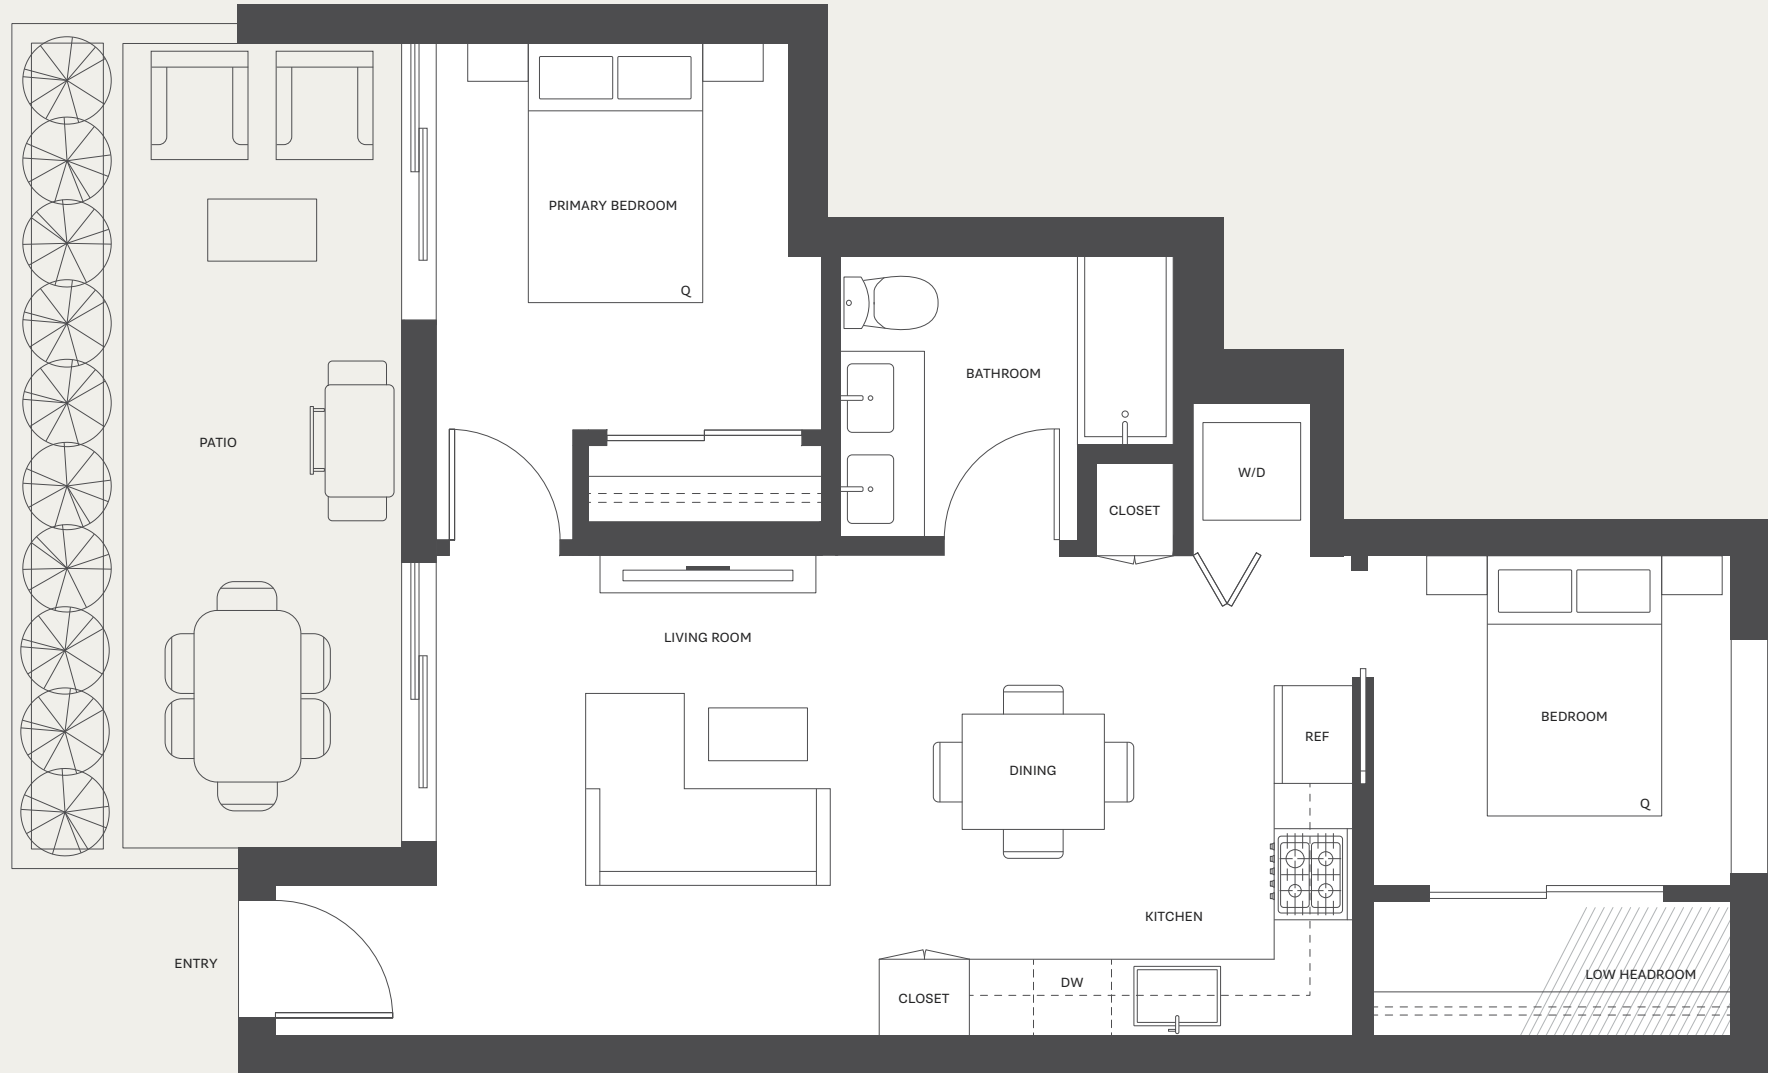 PRIMARY BEDROOM
Q
BATHROOM
PATIO
W/D
CLOSET
LIVING ROOM
BEDROOM
REF
DINING
Q
KITCHEN
ENTRY
LOW HEADROOM
DW
CLOSET